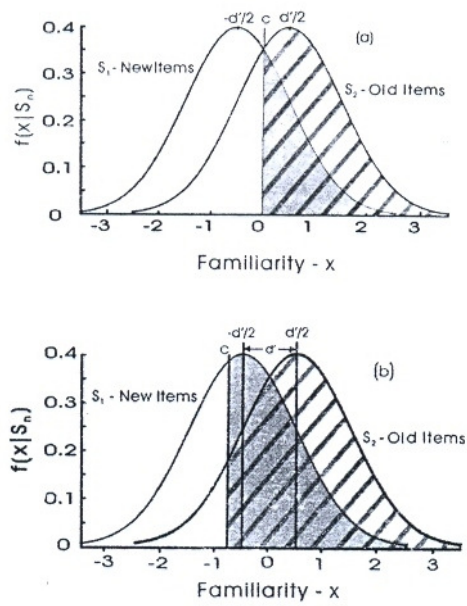 -d'/2 c d'/2
(a)
0.4
S₁-NewItems
S₂-Old Items
0.3
0.2
0.1
0
f(x|Sₙ)
-3 -2 -1 0 1 2 3
Familiarity - x
-d'/2 d'/2
c d'
(b)
0.4
S₁ - New Items
S₂-Old Items
0.3
0.2
0.1
0
f(x|Sₙ)
-3 -2 -1 0 1 2 3
Familiarity - x